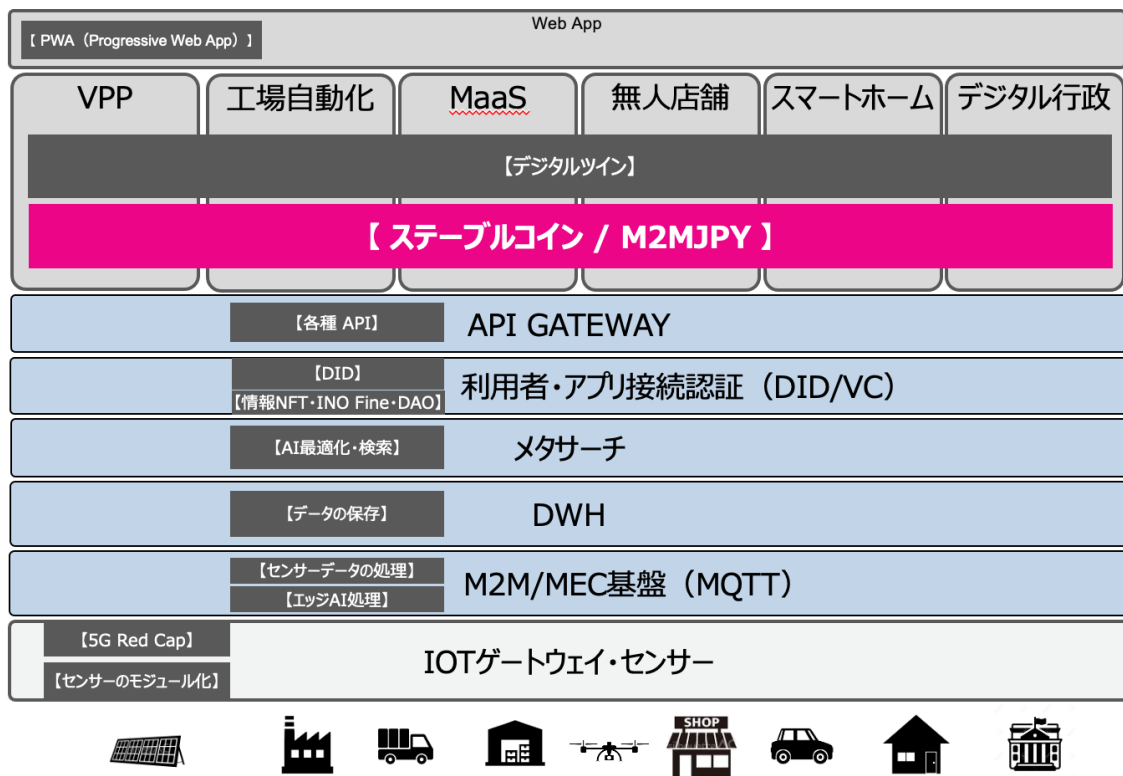 Web App
【 PWA（Progressive Web App）】
VPP
工場自動化
MaaS
無人店舗
スマートホーム
デジタル行政
【デジタルツイン】
【 ステーブルコイン / M2MJPY 】
【各種 API】
API GATEWAY
【DID】
【情報NFT・INO Fine・DAO】
利用者・アプリ接続認証（DID/VC）
【AI最適化・検索】
メタサーチ
【データの保存】
DWH
【センサーデータの処理】
【エッジAI処理】
M2M/MEC基盤（MQTT）
【5G Red Cap】
【センサーのモジュール化】
IOTゲートウェイ・センサー
SHOP